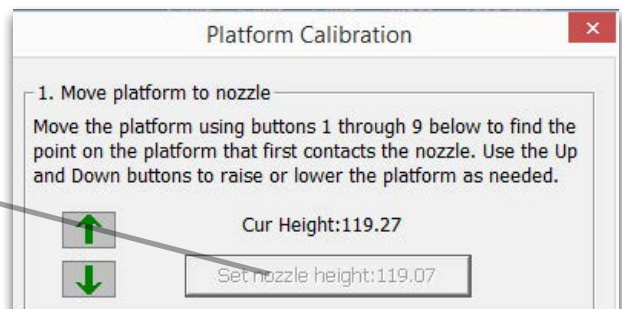 Platform Calibration
1. Move platform to nozzle
Move the platform using buttons 1 through 9 below to find the
point on the platform that first contacts the nozzle. Use the Up
and Down buttons to raise or lower the platform as needed.
Cur Height:119.27
Set nozzle height:119.07